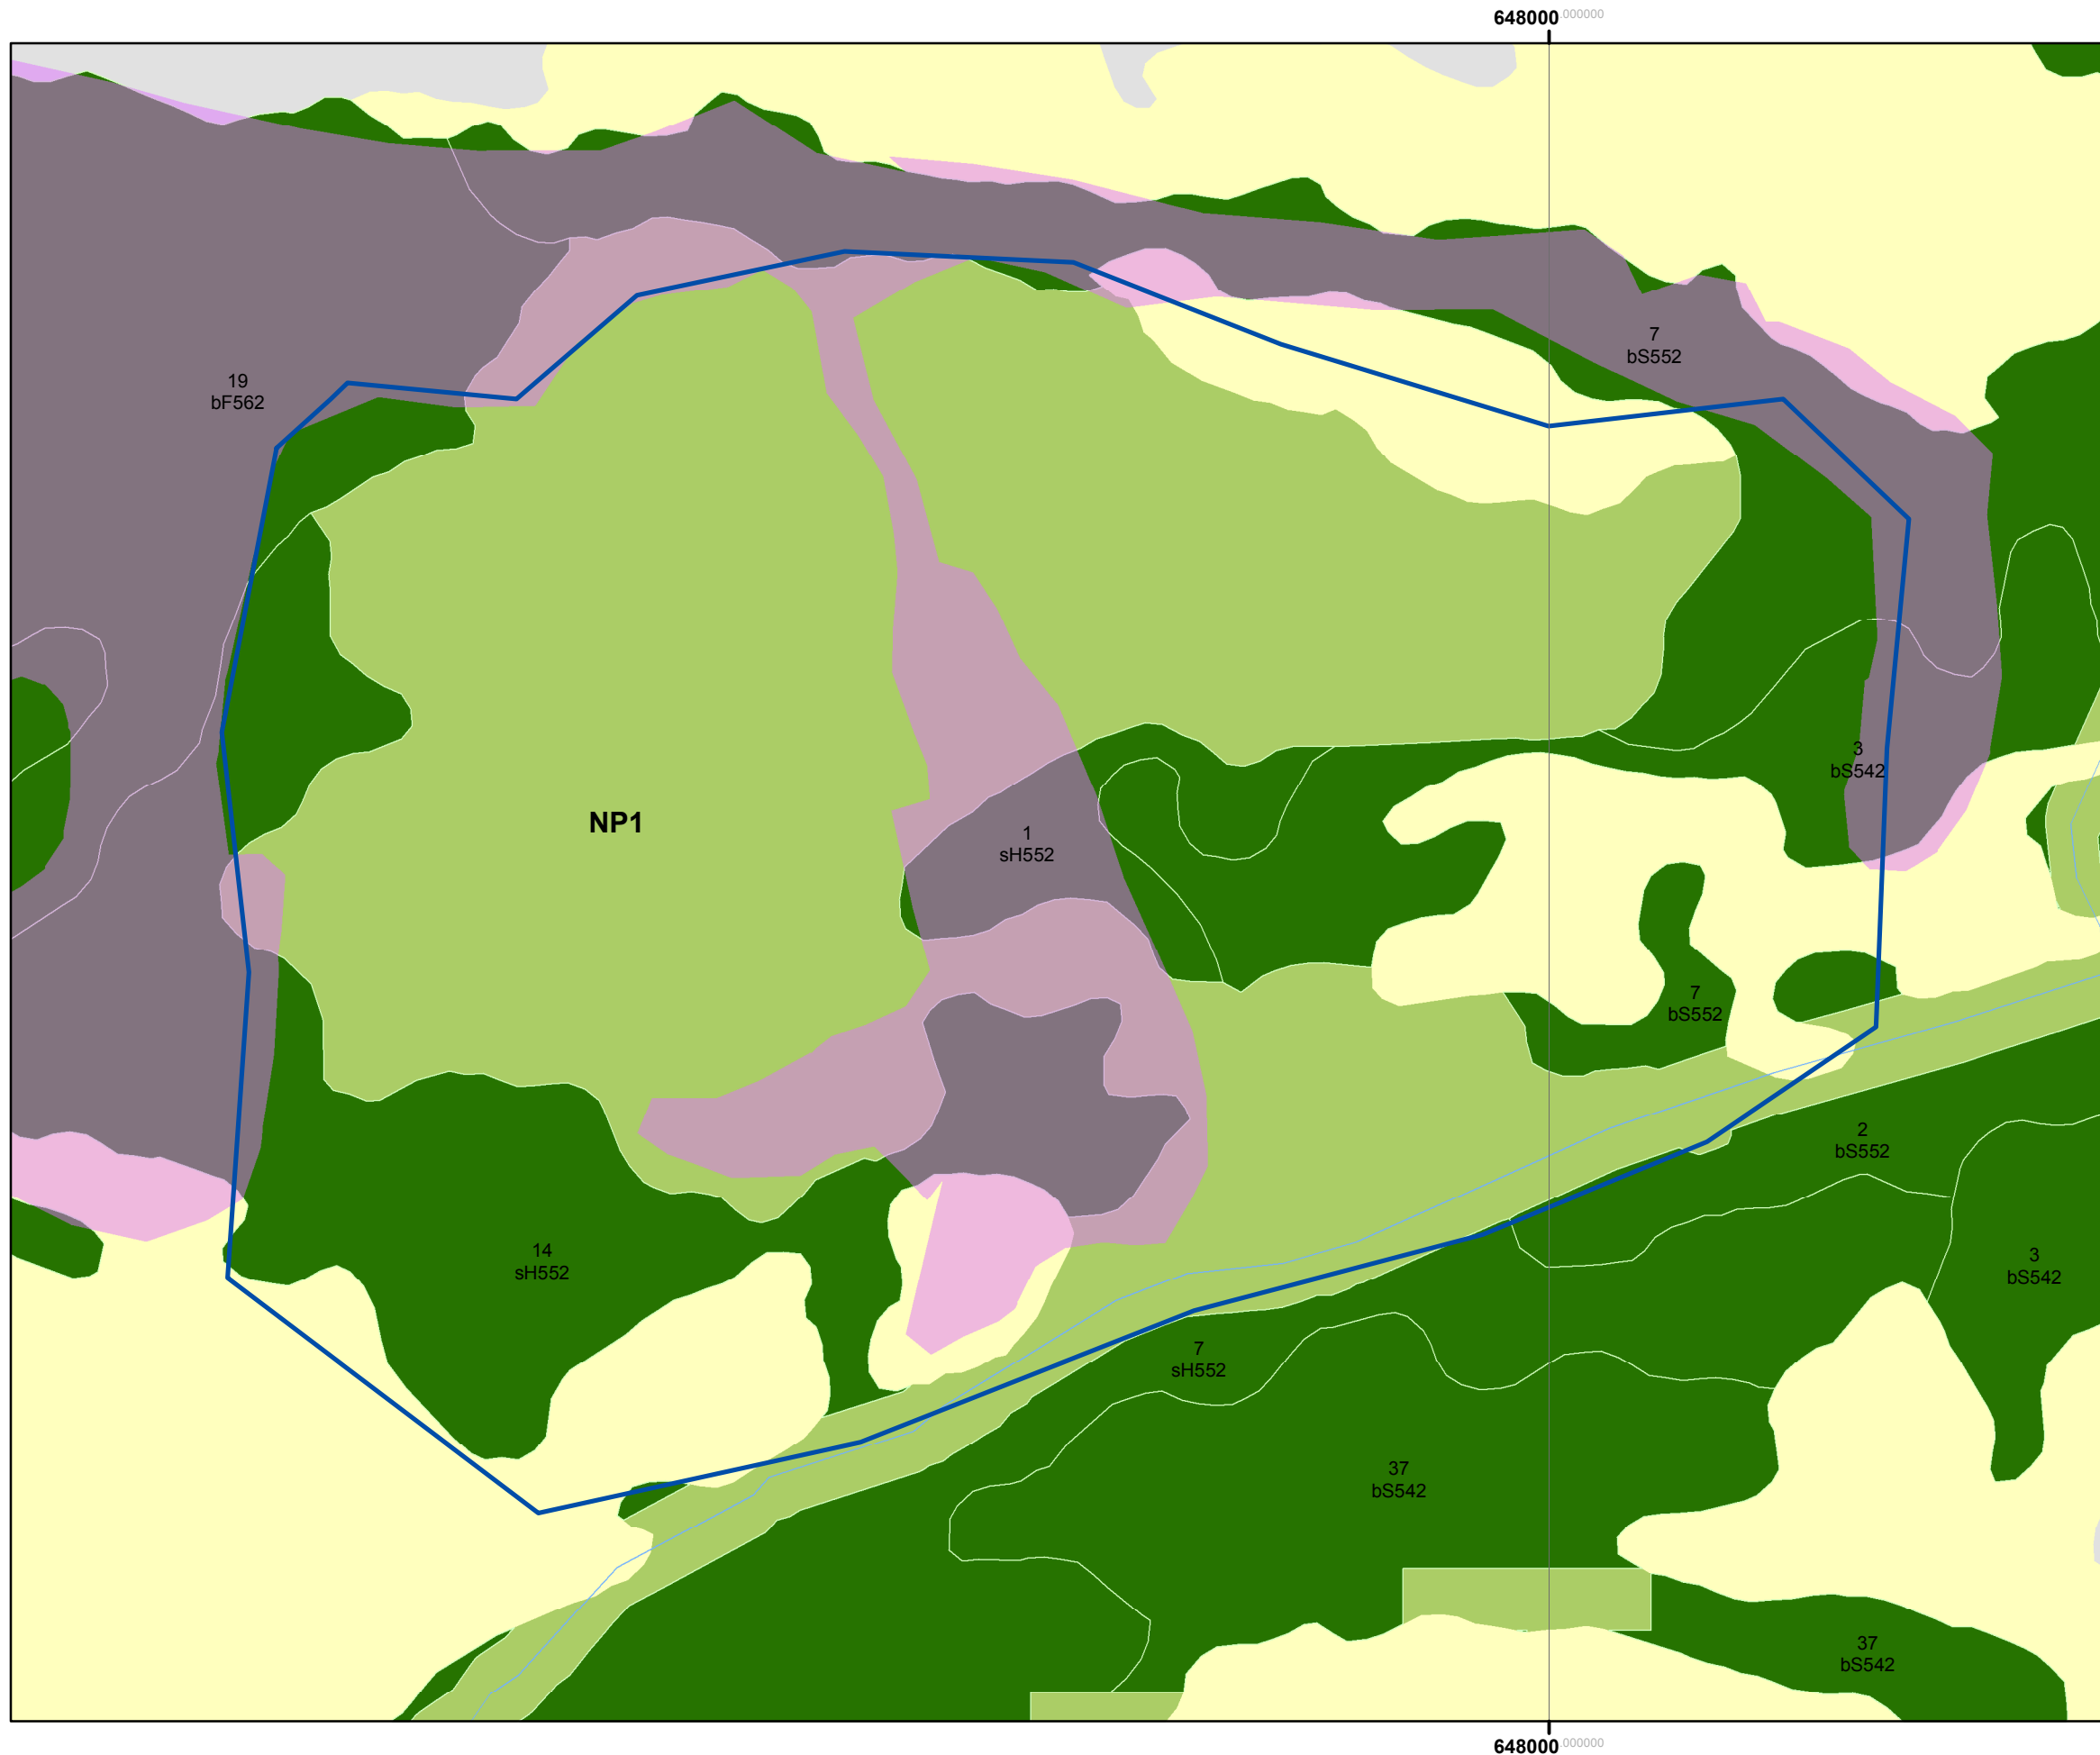 648000.000000
7
bS552
19
bF562
3
bS542
NP1
1
sH552
7
bS552
2
bS552
14
sH552
3
bS542
7
sH552
37
bS542
37
bS542
648000.000000